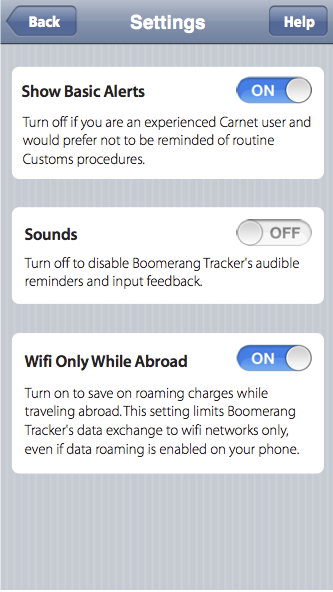 Back Settings Help
Show Basic Alerts ON
Turn off if you are an experienced Carnet user and
would prefer not to be reminded of routine
Customs procedures.
Sounds OFF
Turn off to disable Boomerang Tracker's audible
reminders and input feedback.
Wifi Only While Abroad ON
Turn on to save on roaming charges while
traveling abroad.This setting limits Boomerang
Tracker's data exchange to wifi networks only,
even if data roaming is enabled on your phone.